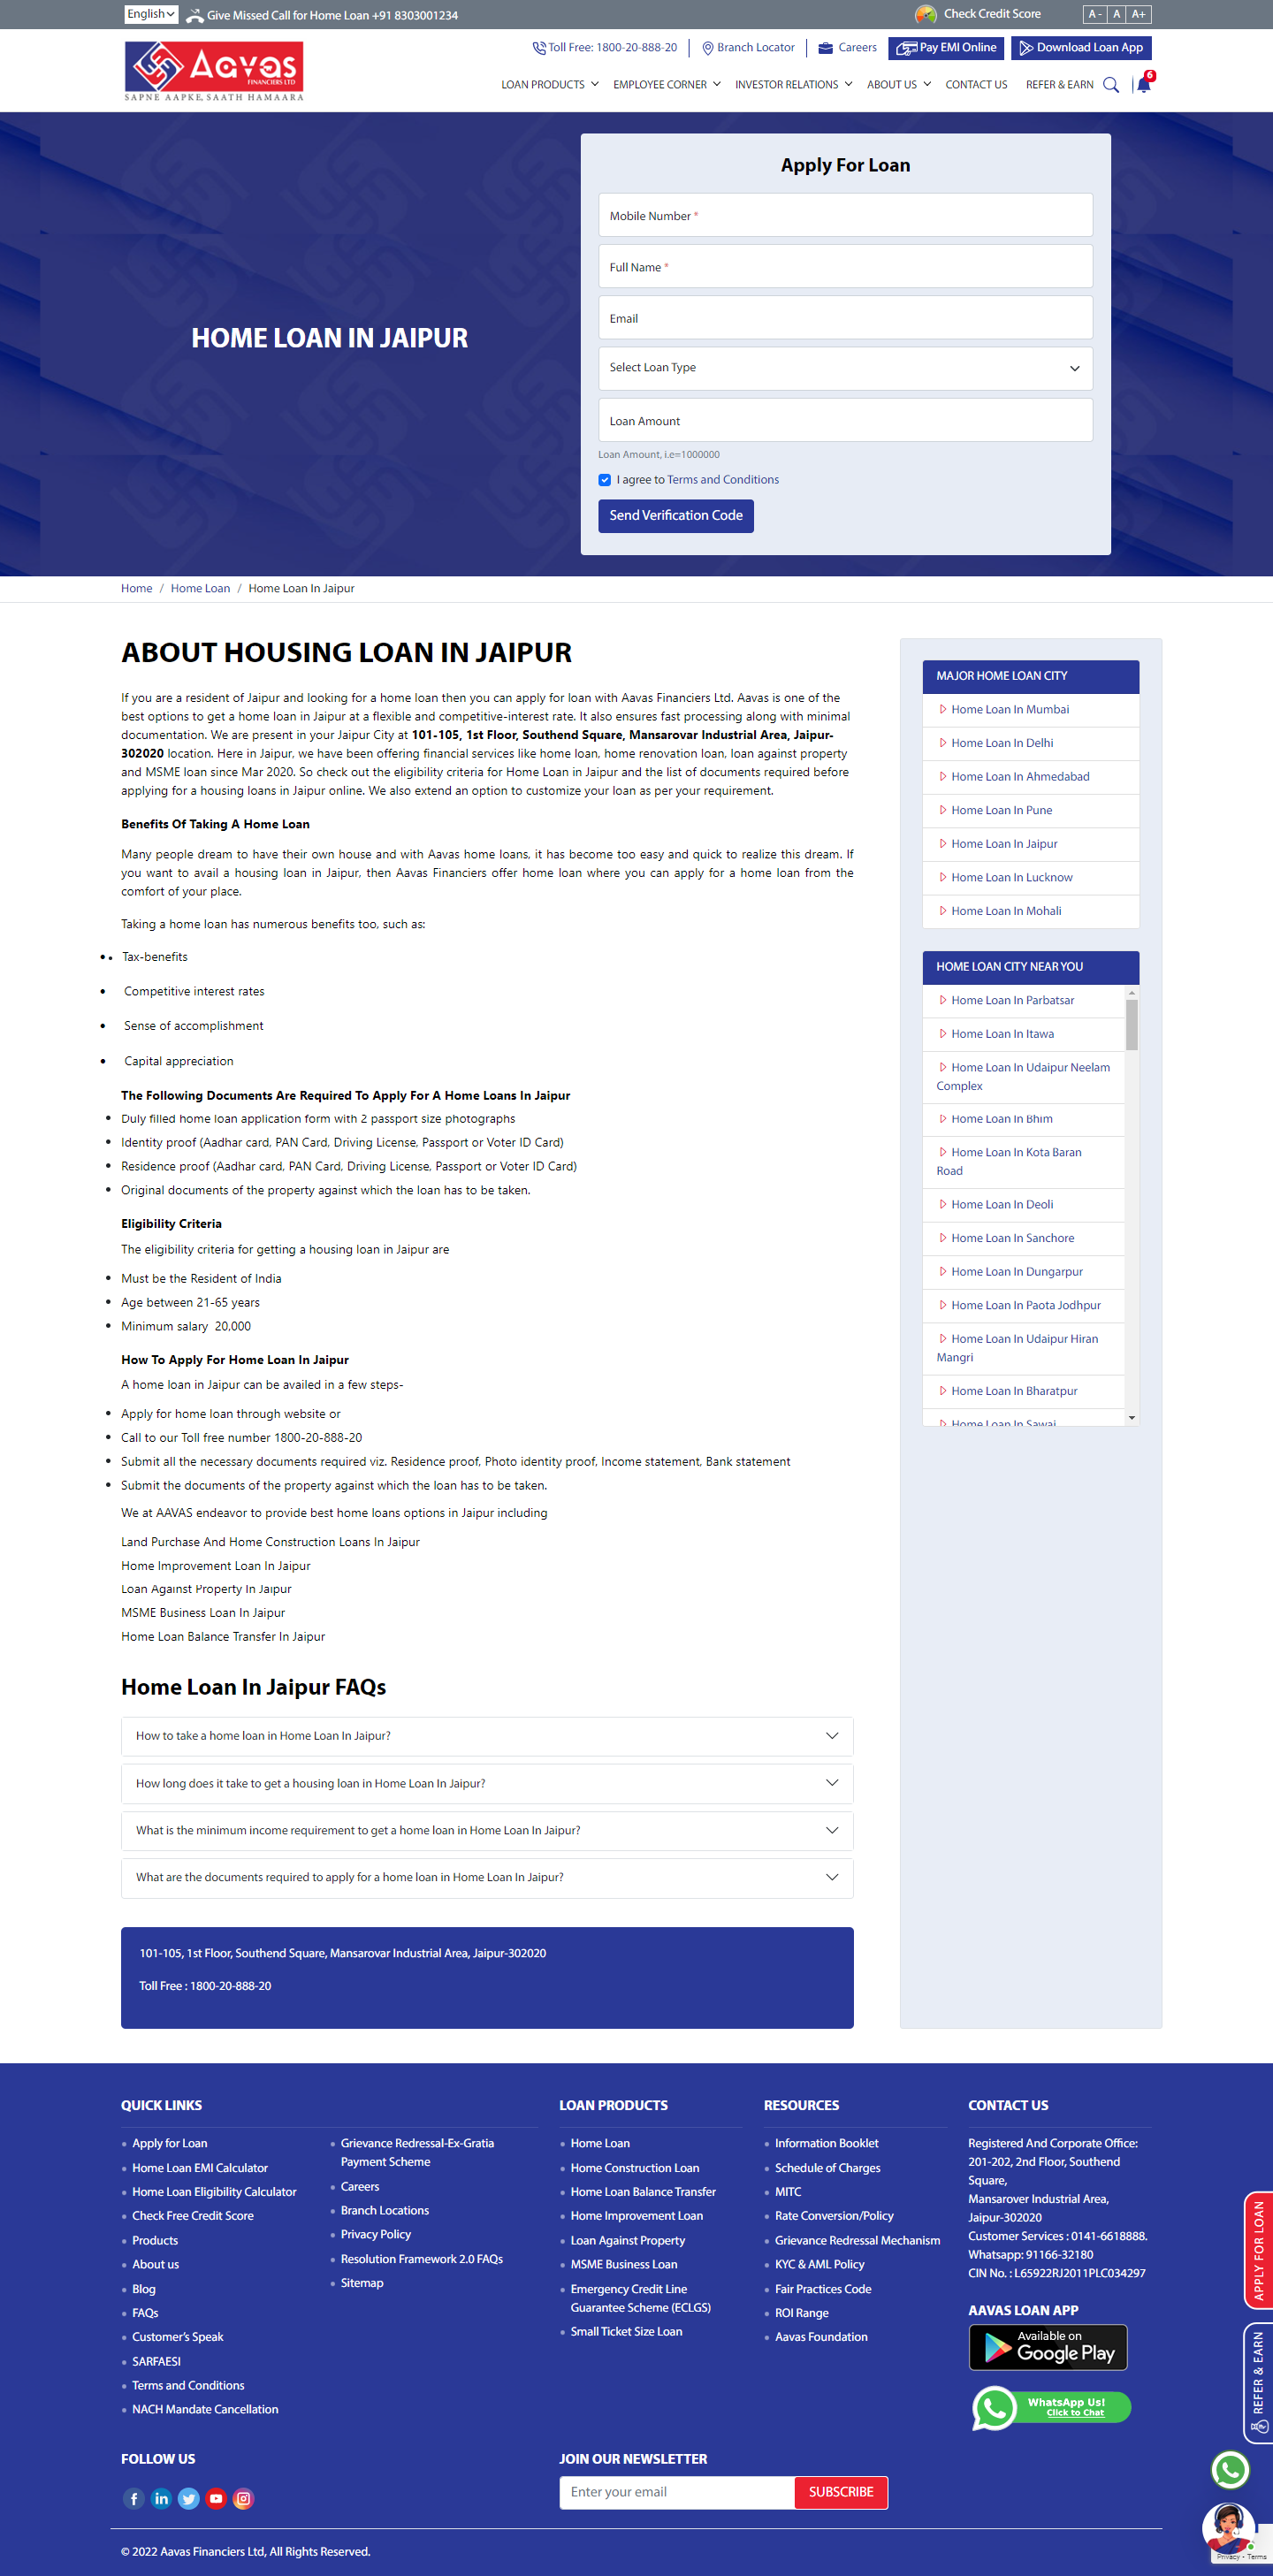 English
Give Missed Call for Home Loan +91 8303001234
Check Credit Score
A -
A
A+
Aavas
FINANCIERS LTD
SAPNE AAPKE, SAATH HAMAARA
Toll Free: 1800-20-888-20
Branch Locator
Careers
Pay EMI Online
Download Loan App
LOAN PRODUCTS
EMPLOYEE CORNER
INVESTOR RELATIONS
ABOUT US
CONTACT US
REFER & EARN
6
HOME LOAN IN JAIPUR
Apply For Loan
Mobile Number *
Full Name *
Email
Select Loan Type
Loan Amount
Loan Amount, i.e=1000000
I agree to Terms and Conditions
Send Verification Code
Home / Home Loan / Home Loan In Jaipur
ABOUT HOUSING LOAN IN JAIPUR
If you are a resident of Jaipur and looking for a home loan then you can apply for loan with Aavas Financiers Ltd. Aavas is one of the
best options to get a home loan in Jaipur at a flexible and competitive-interest rate. It also ensures fast processing along with minimal
documentation. We are present in your Jaipur City at 101-105, 1st Floor, Southend Square, Mansarovar Industrial Area, Jaipur-
302020 location. Here in Jaipur, we have been offering financial services like home loan, home renovation loan, loan against property
and MSME loan since Mar 2020. So check out the eligibility criteria for Home Loan in Jaipur and the list of documents required before
applying for a housing loans in Jaipur online. We also extend an option to customize your loan as per your requirement.
Benefits Of Taking A Home Loan
Many people dream to have their own house and with Aavas home loans, it has become too easy and quick to realize this dream. If
you want to avail a housing loan in Jaipur, then Aavas Financiers offer home loan where you can apply for a home loan from the
comfort of your place.
Taking a home loan has numerous benefits too, such as:
• • Tax-benefits
• Competitive interest rates
• Sense of accomplishment
• Capital appreciation
The Following Documents Are Required To Apply For A Home Loans In Jaipur
• Duly filled home loan application form with 2 passport size photographs
• Identity proof (Aadhar card, PAN Card, Driving License, Passport or Voter ID Card)
• Residence proof (Aadhar card, PAN Card, Driving License, Passport or Voter ID Card)
• Original documents of the property against which the loan has to be taken.
Eligibility Criteria
The eligibility criteria for getting a housing loan in Jaipur are
• Must be the Resident of India
• Age between 21-65 years
• Minimum salary 20,000
How To Apply For Home Loan In Jaipur
A home loan in Jaipur can be availed in a few steps-
• Apply for home loan through website or
• Call to our Toll free number 1800-20-888-20
• Submit all the necessary documents required viz. Residence proof, Photo identity proof, Income statement, Bank statement
• Submit the documents of the property against which the loan has to be taken.
We at AAVAS endeavor to provide best home loans options in Jaipur including
Land Purchase And Home Construction Loans In Jaipur
Home Improvement Loan In Jaipur
Loan Against Property In Jaipur
MSME Business Loan In Jaipur
Home Loan Balance Transfer In Jaipur
Home Loan In Jaipur FAQs
How to take a home loan in Home Loan In Jaipur?
How long does it take to get a housing loan in Home Loan In Jaipur?
What is the minimum income requirement to get a home loan in Home Loan In Jaipur?
What are the documents required to apply for a home loan in Home Loan In Jaipur?
101-105, 1st Floor, Southend Square, Mansarovar Industrial Area, Jaipur-302020
Toll Free : 1800-20-888-20
MAJOR HOME LOAN CITY
Home Loan In Mumbai
Home Loan In Delhi
Home Loan In Ahmedabad
Home Loan In Pune
Home Loan In Jaipur
Home Loan In Lucknow
Home Loan In Mohali
HOME LOAN CITY NEAR YOU
Home Loan In Parbatsar
Home Loan In Itawa
Home Loan In Udaipur Neelam
Complex
Home Loan In Bhim
Home Loan In Kota Baran
Road
Home Loan In Deoli
Home Loan In Sanchore
Home Loan In Dungarpur
Home Loan In Paota Jodhpur
Home Loan In Udaipur Hiran
Mangri
Home Loan In Bharatpur
Home Loan In Sawai
QUICK LINKS
Apply for Loan
Home Loan EMI Calculator
Home Loan Eligibility Calculator
Check Free Credit Score
Products
About us
Blog
FAQs
Customer's Speak
SARFAESI
Terms and Conditions
NACH Mandate Cancellation
Grievance Redressal-Ex-Gratia
Payment Scheme
Careers
Branch Locations
Privacy Policy
Resolution Framework 2.0 FAQs
Sitemap
LOAN PRODUCTS
Home Loan
Home Construction Loan
Home Loan Balance Transfer
Home Improvement Loan
Loan Against Property
MSME Business Loan
Emergency Credit Line
Guarantee Scheme (ECLGS)
Small Ticket Size Loan
RESOURCES
Information Booklet
Schedule of Charges
MITC
Rate Conversion/Policy
Grievance Redressal Mechanism
KYC & AML Policy
Fair Practices Code
ROI Range
Aavas Foundation
CONTACT US
Registered And Corporate Office:
201-202, 2nd Floor, Southend
Square,
Mansarover Industrial Area,
Jaipur-302020
Customer Services : 0141-6618888.
Whatsapp: 91166-32180
CIN No. : L65922RJ2011PLC034297
AAVAS LOAN APP
Available on
Google Play
WhatsApp Us!
Click to Chat
APPLY FOR LOAN
REFER & EARN
FOLLOW US
JOIN OUR NEWSLETTER
Enter your email
SUBSCRIBE
© 2022 Aavas Financiers Ltd, All Rights Reserved.
Privacy - Terms